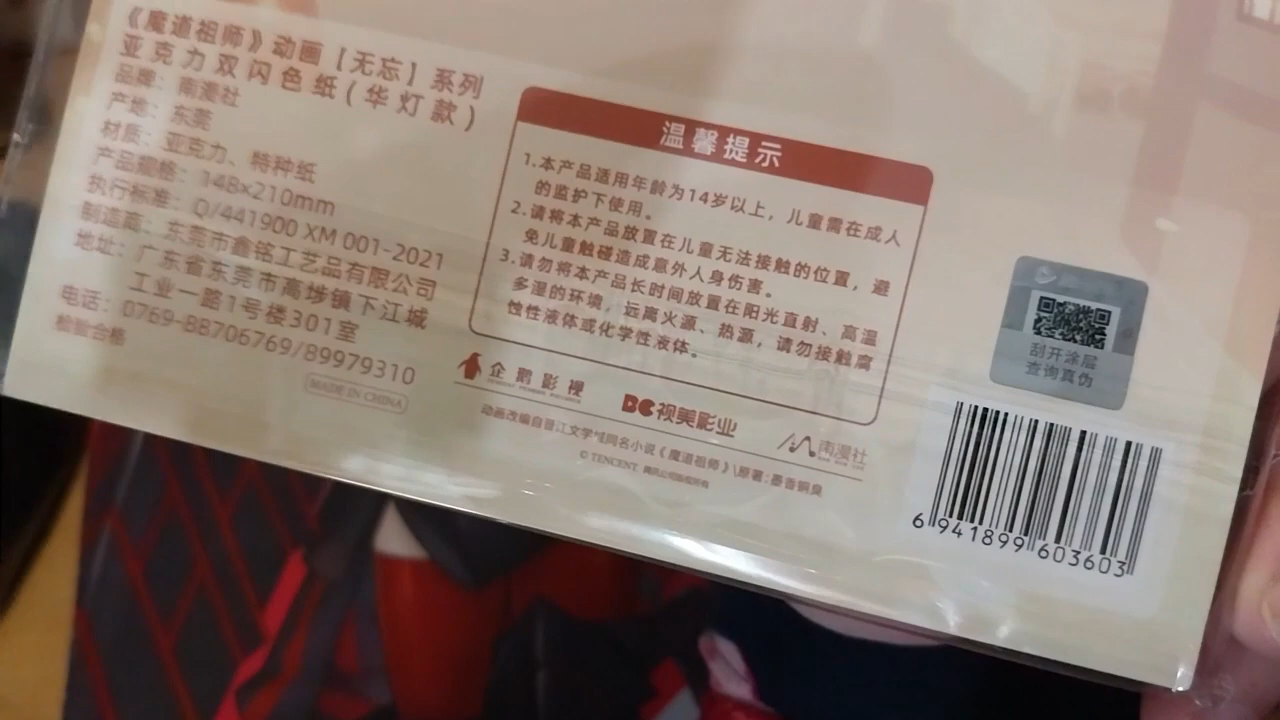 《魔道祖师》动画【无忘】系列
亚克力双闪色纸(华灯款)
品牌：南漫社
产地：东莞
材质：亚克力、特种纸
产品规格：148×210mm
执行标准：Q/441900 XM 001-2021
制造商：东莞市鑫铭工艺品有限公司
地址：广东省东莞市高埗镇下江城
工业一路1号楼301室
电话：0769-88706769/89979310
检验合格
MADE IN CHINA
温馨提示
1.本产品适用年龄为14岁以上，儿童需在成人
的监护下使用。
2.请将本产品放置在儿童无法接触的位置，避
免儿童触碰造成意外人身伤害。
3.请勿将本产品长时间放置在阳光直射、高温
多湿的环境，远离火源、热源，请勿接触腐
蚀性液体或化学性液体。
企鹅影视
视美影业
南漫社
动画改编自晋江文学城同名小说《魔道祖师》\原著:墨香铜臭
© TENCENT. 腾讯公司版权所有
刮开涂层
查询真伪
6 941899 603603